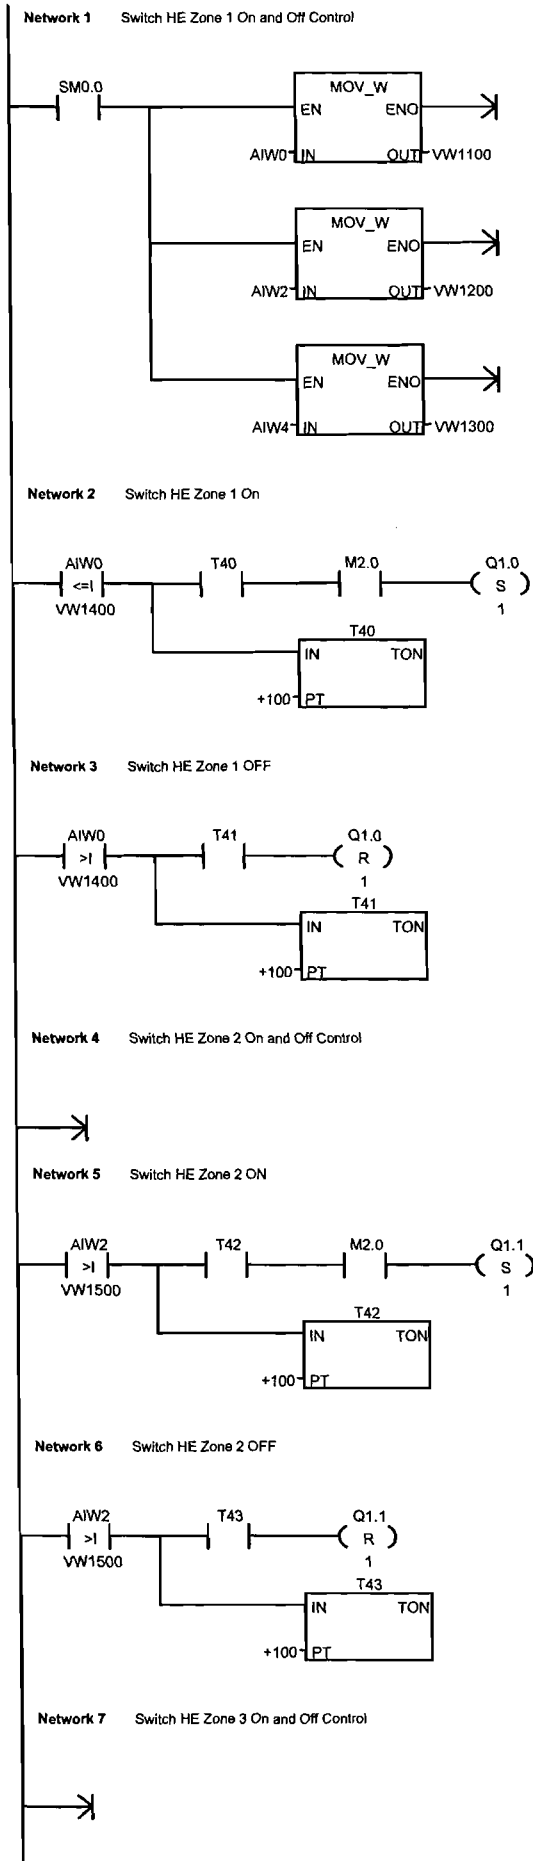 Network 1 Switch HE Zone 1 On and Off Control
SM0.0
MOV_W
EN ENO
AIW0 IN OUT VW1100
MOV_W
EN ENO
AIW2 IN OUT VW1200
MOV_W
EN ENO
AIW4 IN OUT VW1300
Network 2 Switch HE Zone 1 On
AIW0 T40 M2.0 Q1.0
<=I S
VW1400 1
T40
IN TON
+100 PT
Network 3 Switch HE Zone 1 OFF
AIW0 T41 Q1.0
>I R
VW1400 1
T41
IN TON
+100 PT
Network 4 Switch HE Zone 2 On and Off Control
Network 5 Switch HE Zone 2 ON
AIW2 T42 M2.0 Q1.1
>I S
VW1500 1
T42
IN TON
+100 PT
Network 6 Switch HE Zone 2 OFF
AIW2 T43 Q1.1
>I R
VW1500 1
T43
IN TON
+100 PT
Network 7 Switch HE Zone 3 On and Off Control